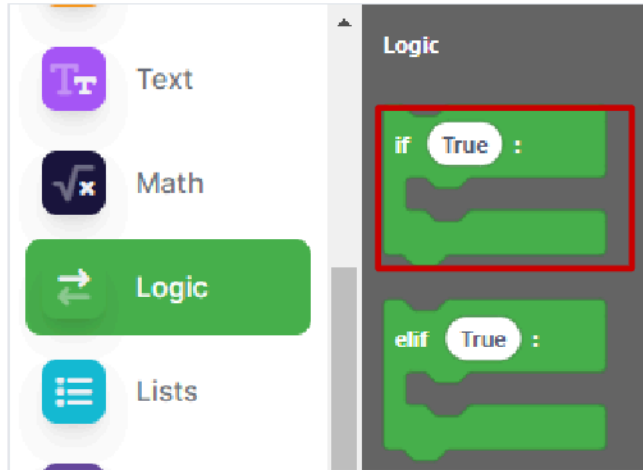 Text
Math
Logic
Lists
Logic
if True :
elif True :